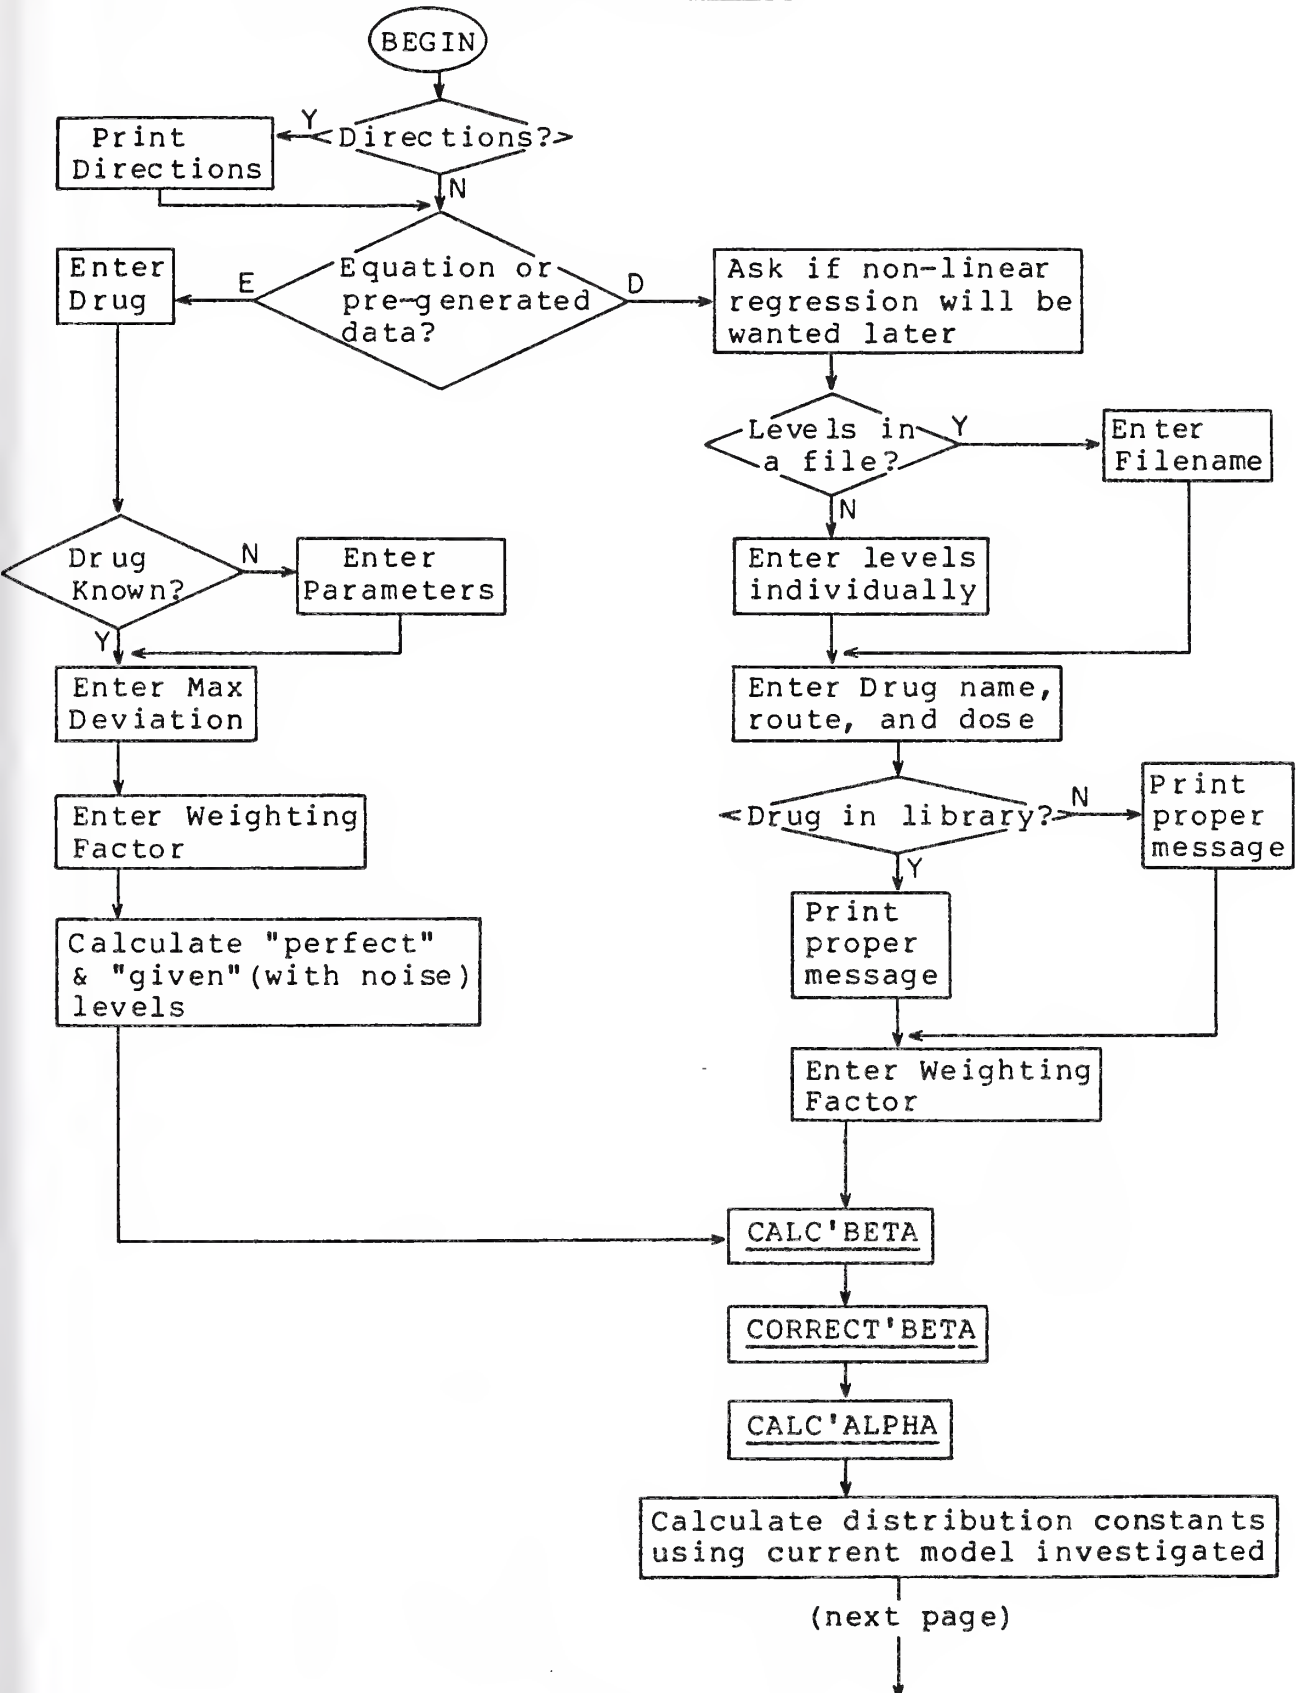 BEGIN
Directions?
Y
N
Print
Directions
Equation or
pre-generated
data?
E
D
Enter
Drug
Ask if non-linear
regression will be
wanted later
Levels in
a file?
Y
N
Enter
Filename
Enter levels
individually
Drug
Known?
N
Y
Enter
Parameters
Enter Max
Deviation
Enter Drug name,
route, and dose
Enter Weighting
Factor
Drug in library?
N
Y
Print
proper
message
Print
proper
message
Calculate "perfect"
& "given"(with noise)
levels
Enter Weighting
Factor
CALC'BETA
CORRECT'BETA
CALC'ALPHA
Calculate distribution constants
using current model investigated
(next page)